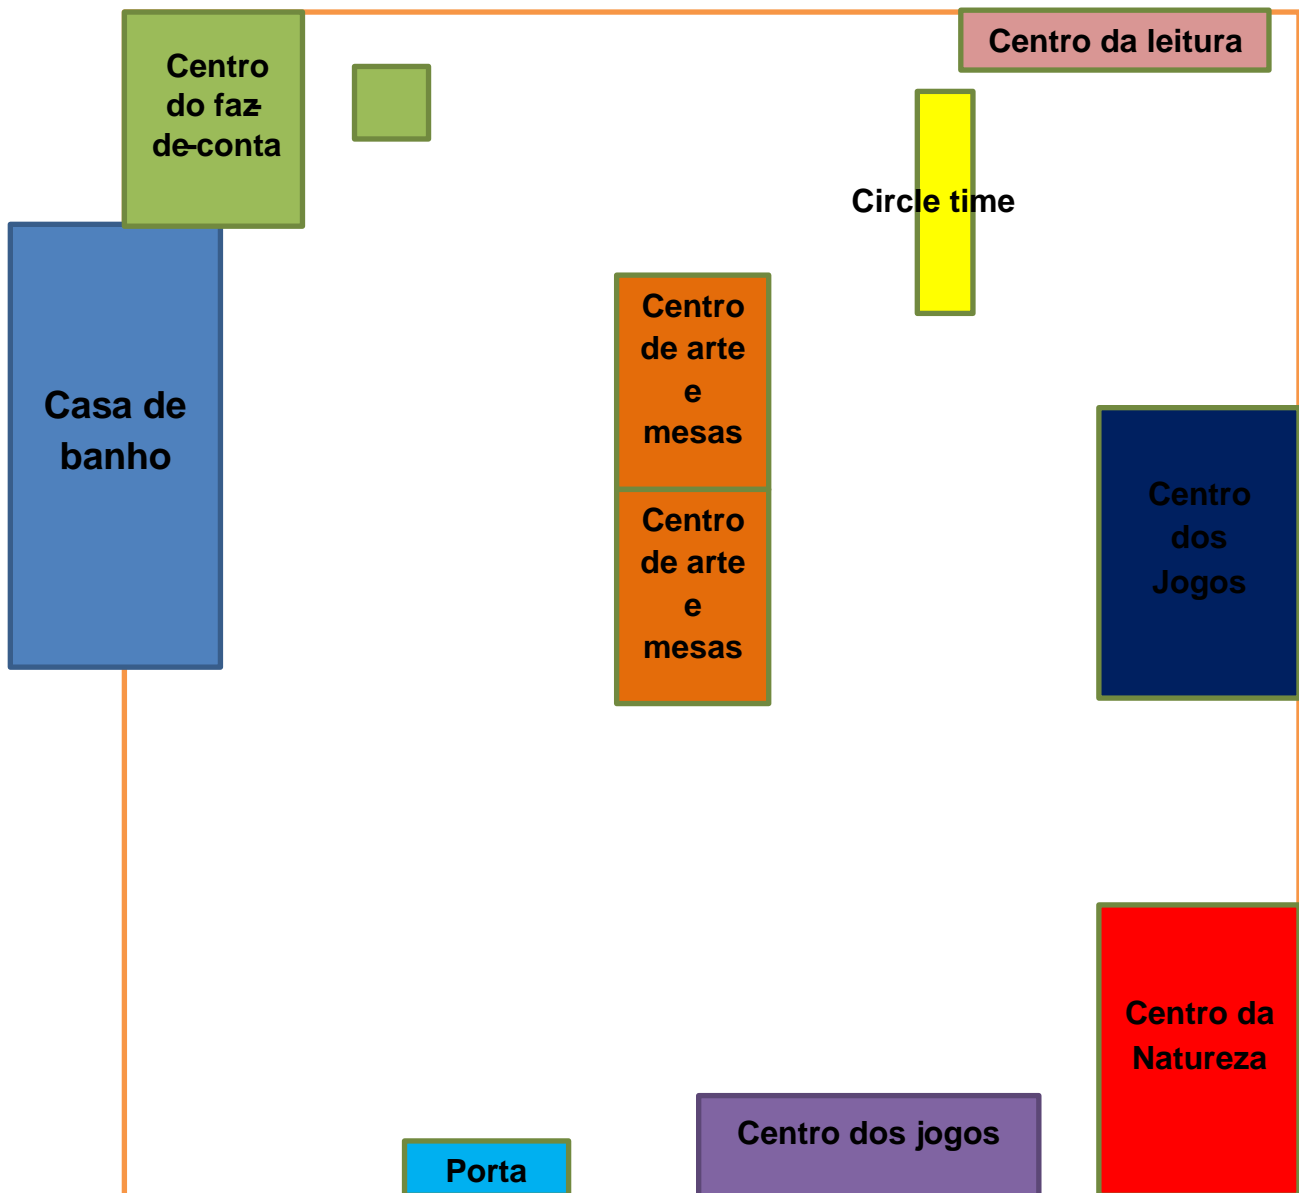 Centro da leitura
Centro
do faz-
de-conta
Circle time
Centro
de arte
e
mesas
Casa de
banho
Centro
dos
Jogos
Centro
de arte
e
mesas
Centro da
Natureza
Centro dos jogos
Porta